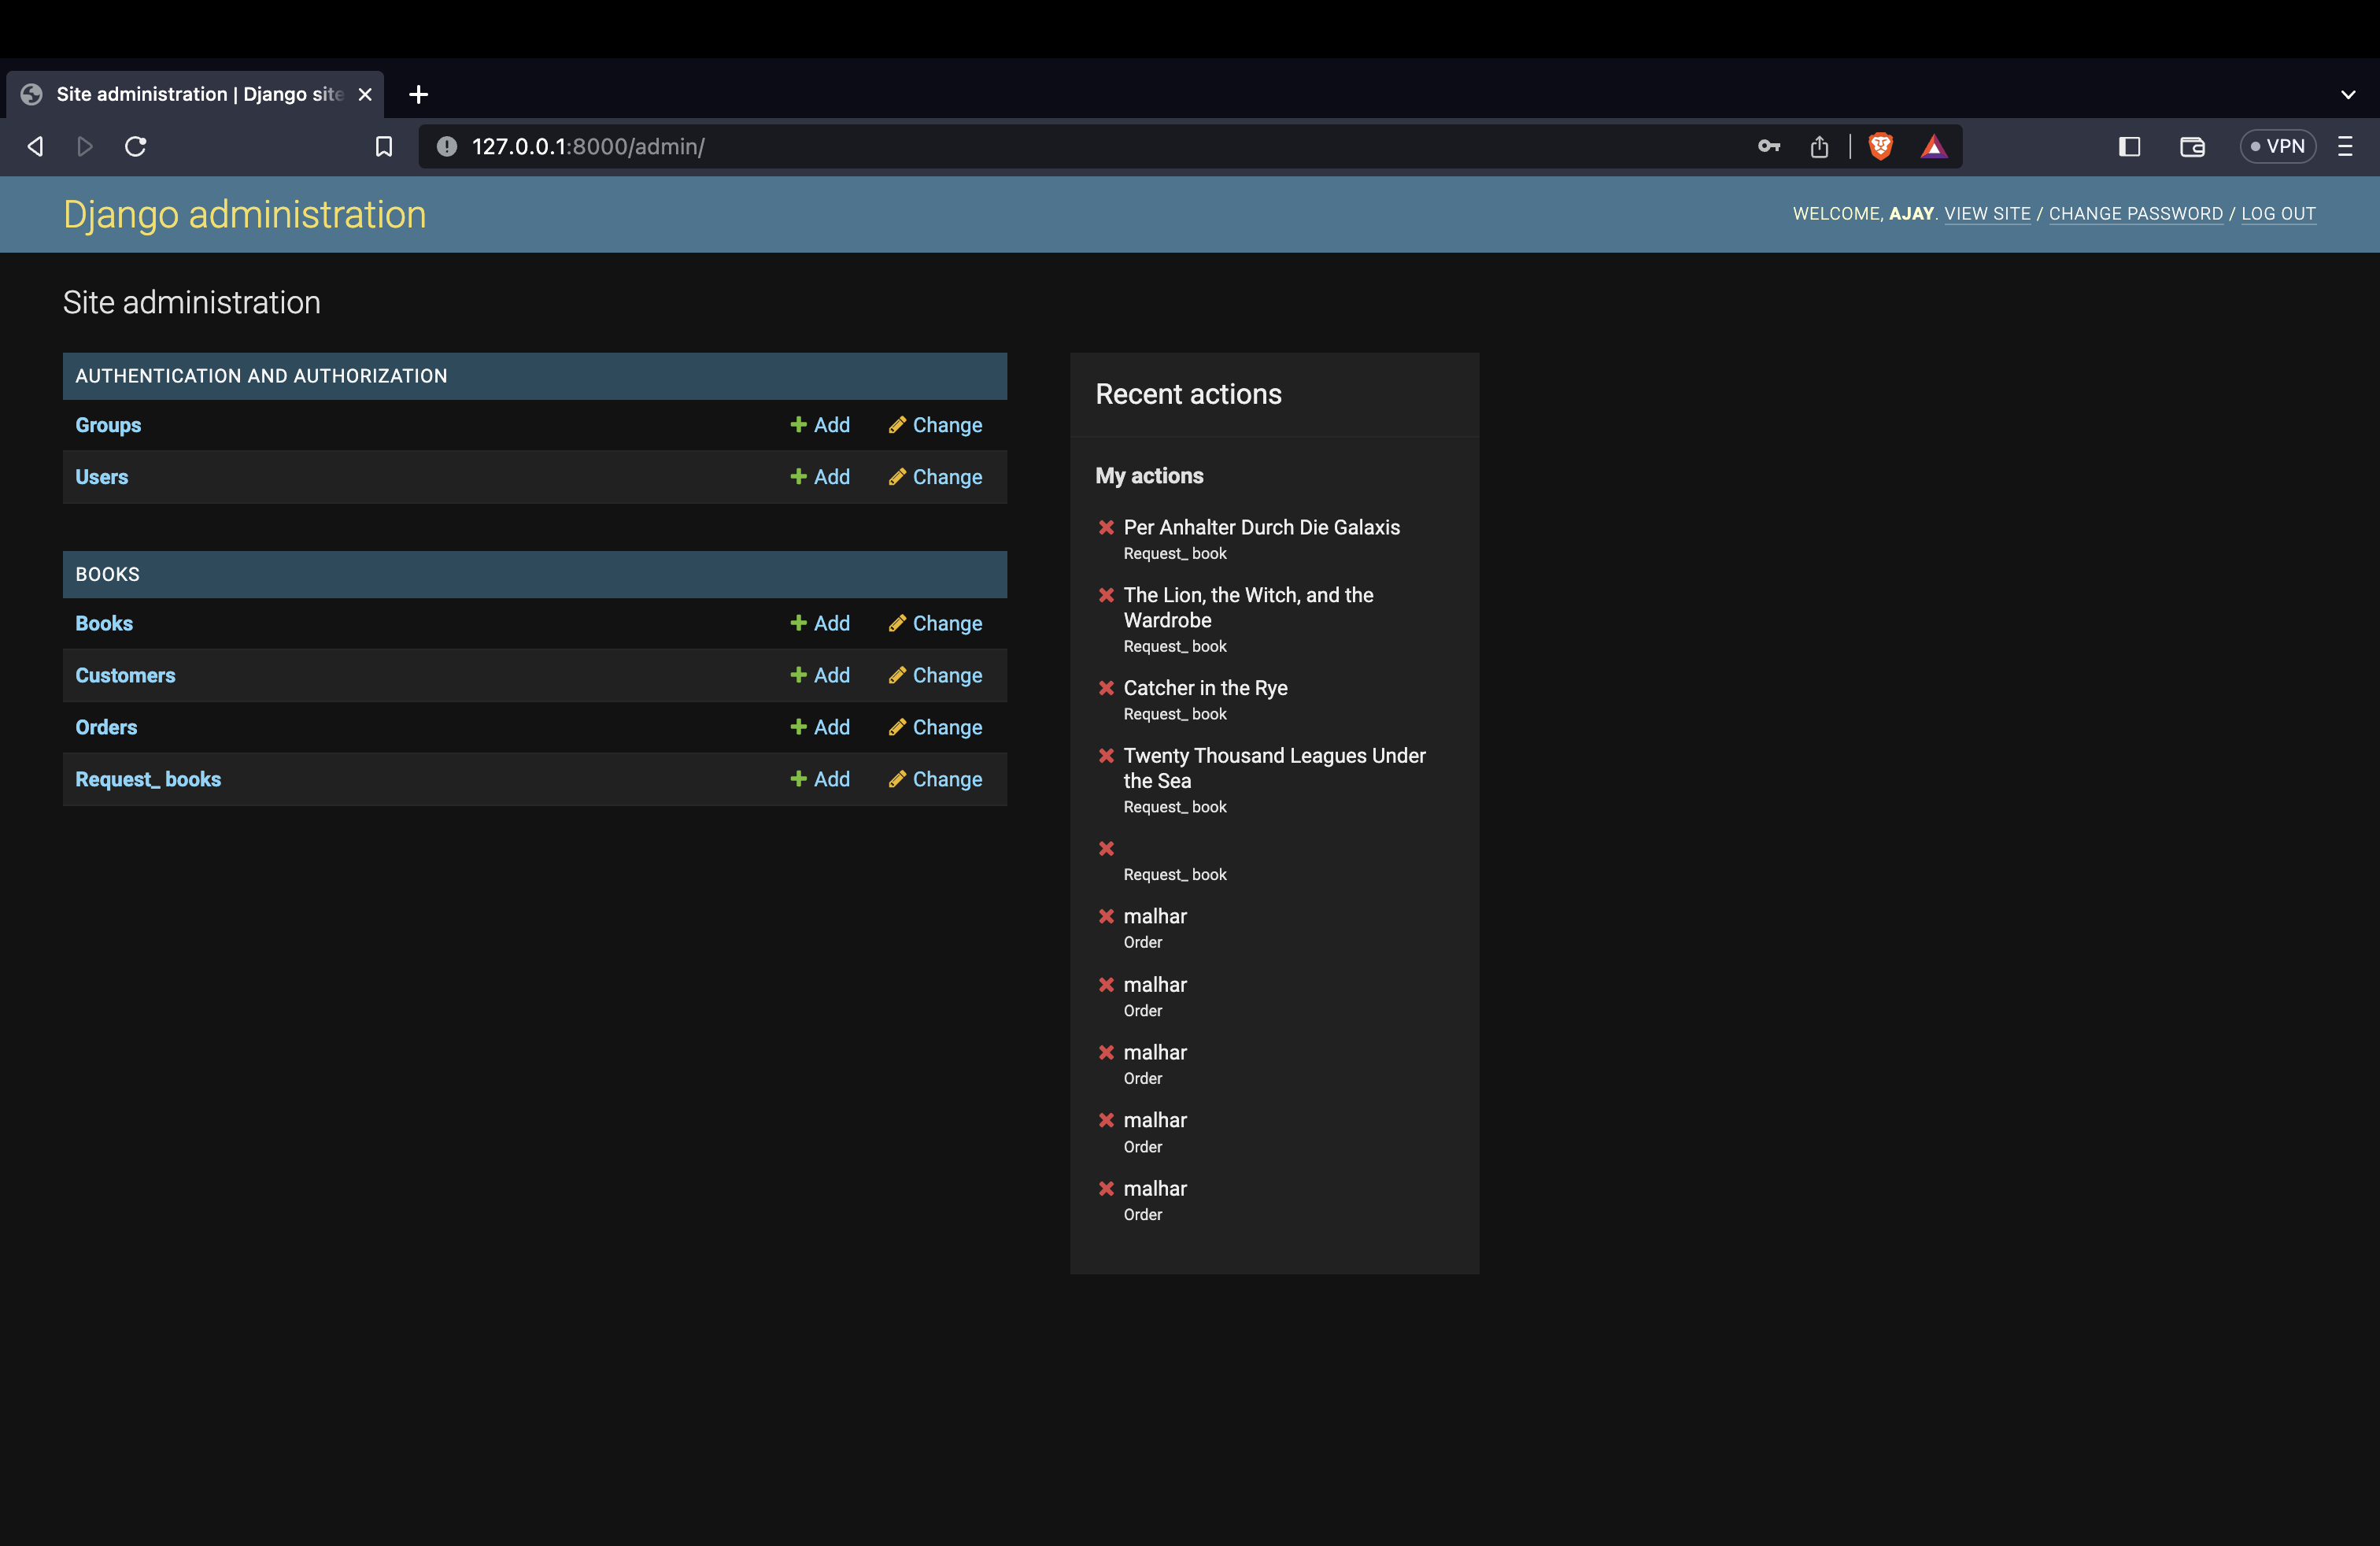 Site administration | Django site
127.0.0.1:8000/admin/
VPN
Django administration
WELCOME, AJAY. VIEW SITE / CHANGE PASSWORD / LOG OUT
Site administration
AUTHENTICATION AND AUTHORIZATION
Groups Add Change
Users Add Change
BOOKS
Books Add Change
Customers Add Change
Orders Add Change
Request_ books Add Change
Recent actions
My actions
Per Anhalter Durch Die Galaxis
Request_ book
The Lion, the Witch, and the
Wardrobe
Request_ book
Catcher in the Rye
Request_ book
Twenty Thousand Leagues Under
the Sea
Request_ book
Request_ book
malhar
Order
malhar
Order
malhar
Order
malhar
Order
malhar
Order